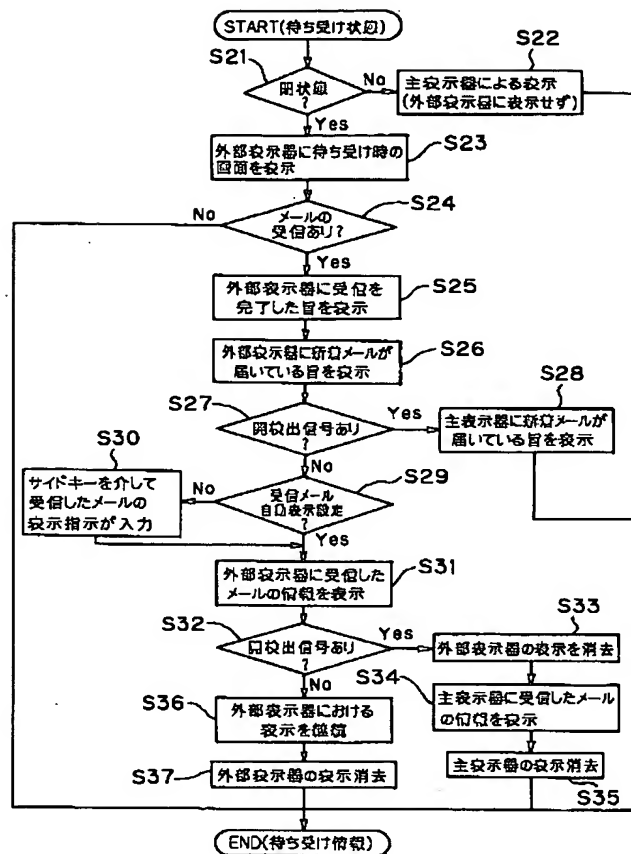 START(待ち受け状態)
S21
S22
閉状態
?
No
主表示器による表示
(外部表示器に表示せず)
Yes
S23
外部表示器に待ち受け時の
画面を表示
S24
No
メールの
受信あり?
Yes
S25
外部表示器に受信を
完了した旨を表示
外部表示器に新着メールが
届いている旨を表示
S26
S27
開検出信号あり
?
Yes
S28
主表示器に新着メールが
届いている旨を表示
S30
No
S29
サイドキーを介して
受信したメールの
表示指示が入力
No
受信メール
自動表示設定
?
Yes
S31
外部表示器に受信した
メールの情報を表示
S32
開検出信号あり
?
Yes
S33
外部表示器の表示を消去
No
S34
S36
外部表示器における
表示を継続
主表示器に受信したメール
の情報を表示
S37
外部表示器の表示消去
主表示器の表示消去
S35
END(待ち受け情報)